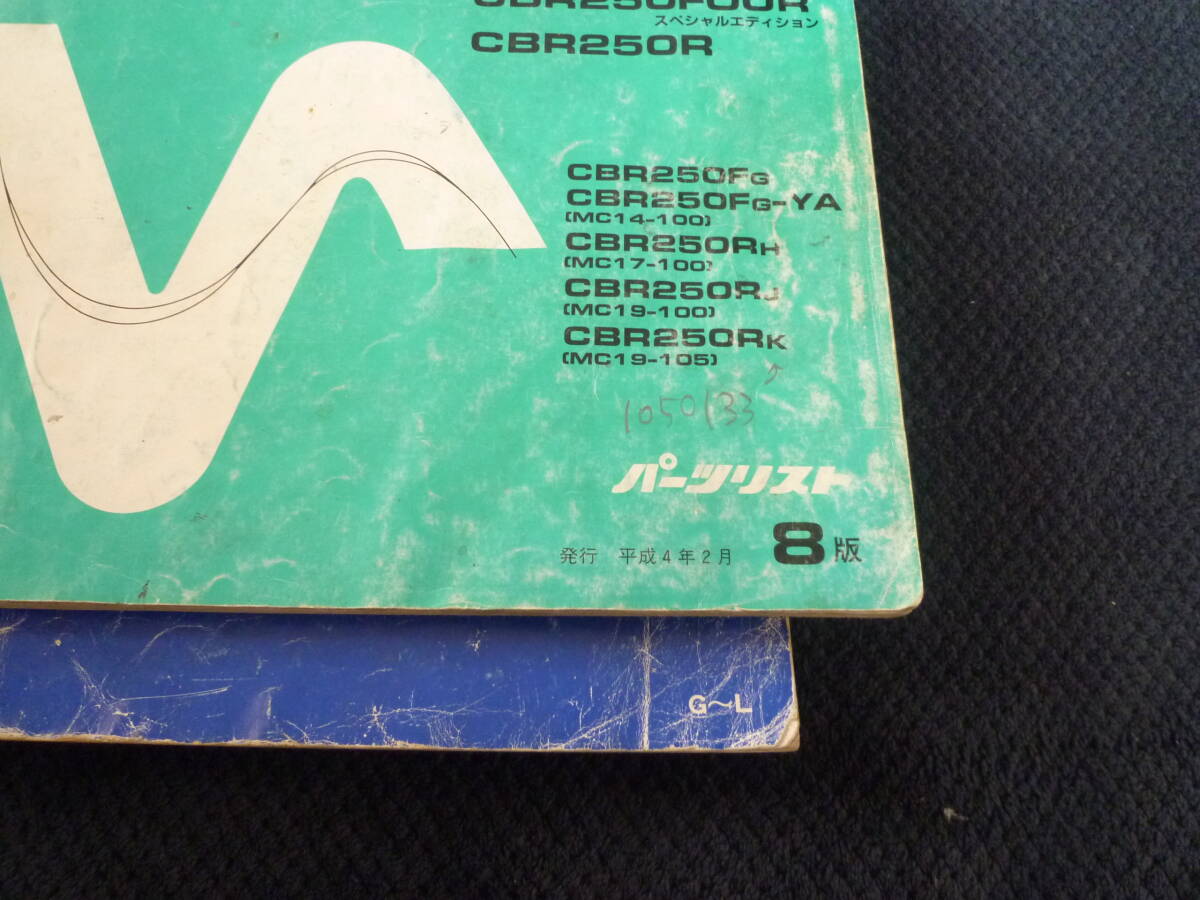 CBR250FOUR
スペシャルエディション
CBR250R
CBR250FG
CBR250FG-YA
(MC14-100)
CBR250RH
(MC17-100)
CBR250RJ
(MC19-100)
CBR250RK
(MC19-105)
1050133
パーツリスト
発行 平成4年2月 8版
G〜L